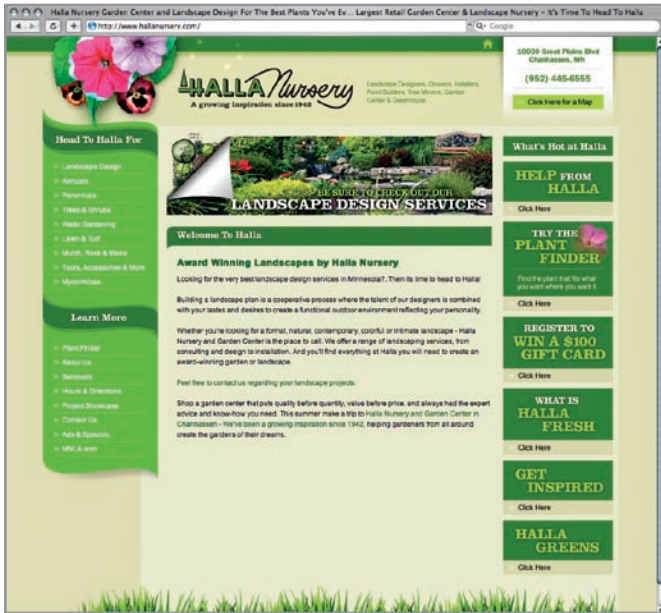 Halla Nursery Garden Center and Landscape Design For The Best Plants You've Ev... Largest Retail Garden Center & Landscape Nursery – It's Time To Head To Halla
http://www.hallanursery.com/
Google
HALLA Nursery
A growing inspiration since 1942
Landscape Designers, Growers, Installers,
Pond Builders, Tree Movers, Garden
Center & Greenhouse
10000 Great Plains Blvd
Chanhassen, MN
(952) 445-6555
Click Here for a Map
Head To Halla For
Landscape Design
Annuals
Perennials
Trees & Shrubs
Water Gardening
Lawn & Turf
Mulch, Rock & Stone
Tools, Accessories & More
Mycorrhizae
Learn More
Plant Finder
About Us
Seminars
Hours & Directions
Project Showcase
Contact Us
Ads & Specials
MNLA.com
BE SURE TO CHECK OUT OUR
LANDSCAPE DESIGN SERVICES
Welcome To Halla
Award Winning Landscapes by Halla Nursery
Looking for the very best landscape design services in Minnesota?. Then its time to head to Halla!
Building a landscape plan is a cooperative process where the talent of our designers is combined
with your tastes and desires to create a functional outdoor environment reflecting your personality.
Whether you're looking for a formal, natural, contemporary, colorful or intimate landscape - Halla
Nursery and Garden Center is the place to call. We offer a range of landscaping services, from
consulting and design to installation. And you'll find everything at Halla you will need to create an
award-winning garden or landscape.
Feel free to contact us regarding your landscape projects.
Shop a garden center that puts quality before quantity, value before price, and always had the expert
advice and know-how you need. This summer make a trip to Halla Nursery and Garden Center in
Chanhassen - We've been a growing inspiration since 1942, helping gardeners from all around
create the gardens of their dreams.
What's Hot at Halla
HELP FROM
HALLA
Click Here
TRY THE
PLANT
FINDER
Find the plant that fits what
you want where you want it
Click Here
REGISTER TO
WIN A $100
GIFT CARD
Click Here
WHAT IS
HALLA
FRESH
Click Here
GET
INSPIRED
Click Here
HALLA
GREENS
Click Here